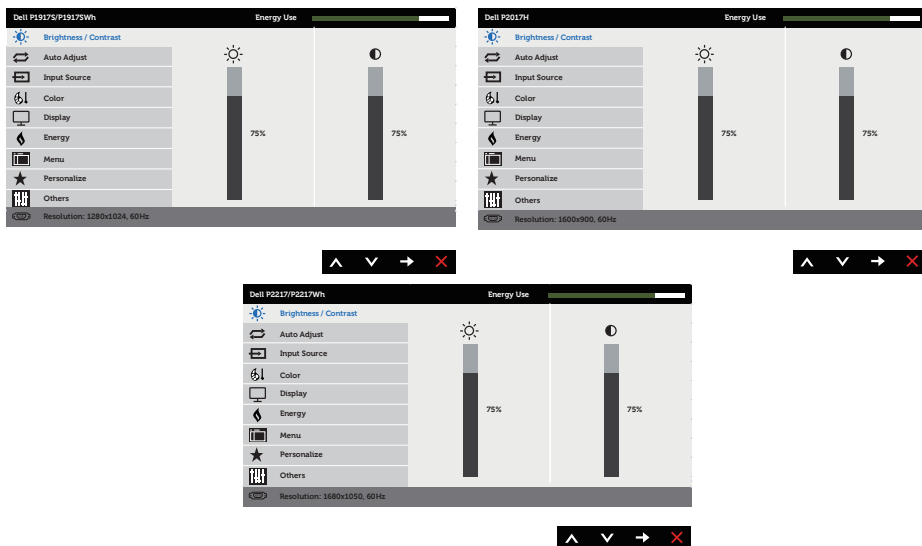 Dell P1917S/P1917SWh Energy Use
Brightness / Contrast
Auto Adjust
Input Source
Color
Display
Energy
Menu
Personalize
Others
75% 75%
Resolution: 1280x1024, 60Hz
Dell P2017H Energy Use
Brightness / Contrast
Auto Adjust
Input Source
Color
Display
Energy
Menu
Personalize
Others
75% 75%
Resolution: 1600x900, 60Hz
Dell P2217/P2217Wh Energy Use
Brightness / Contrast
Auto Adjust
Input Source
Color
Display
Energy
Menu
Personalize
Others
75% 75%
Resolution: 1680x1050, 60Hz